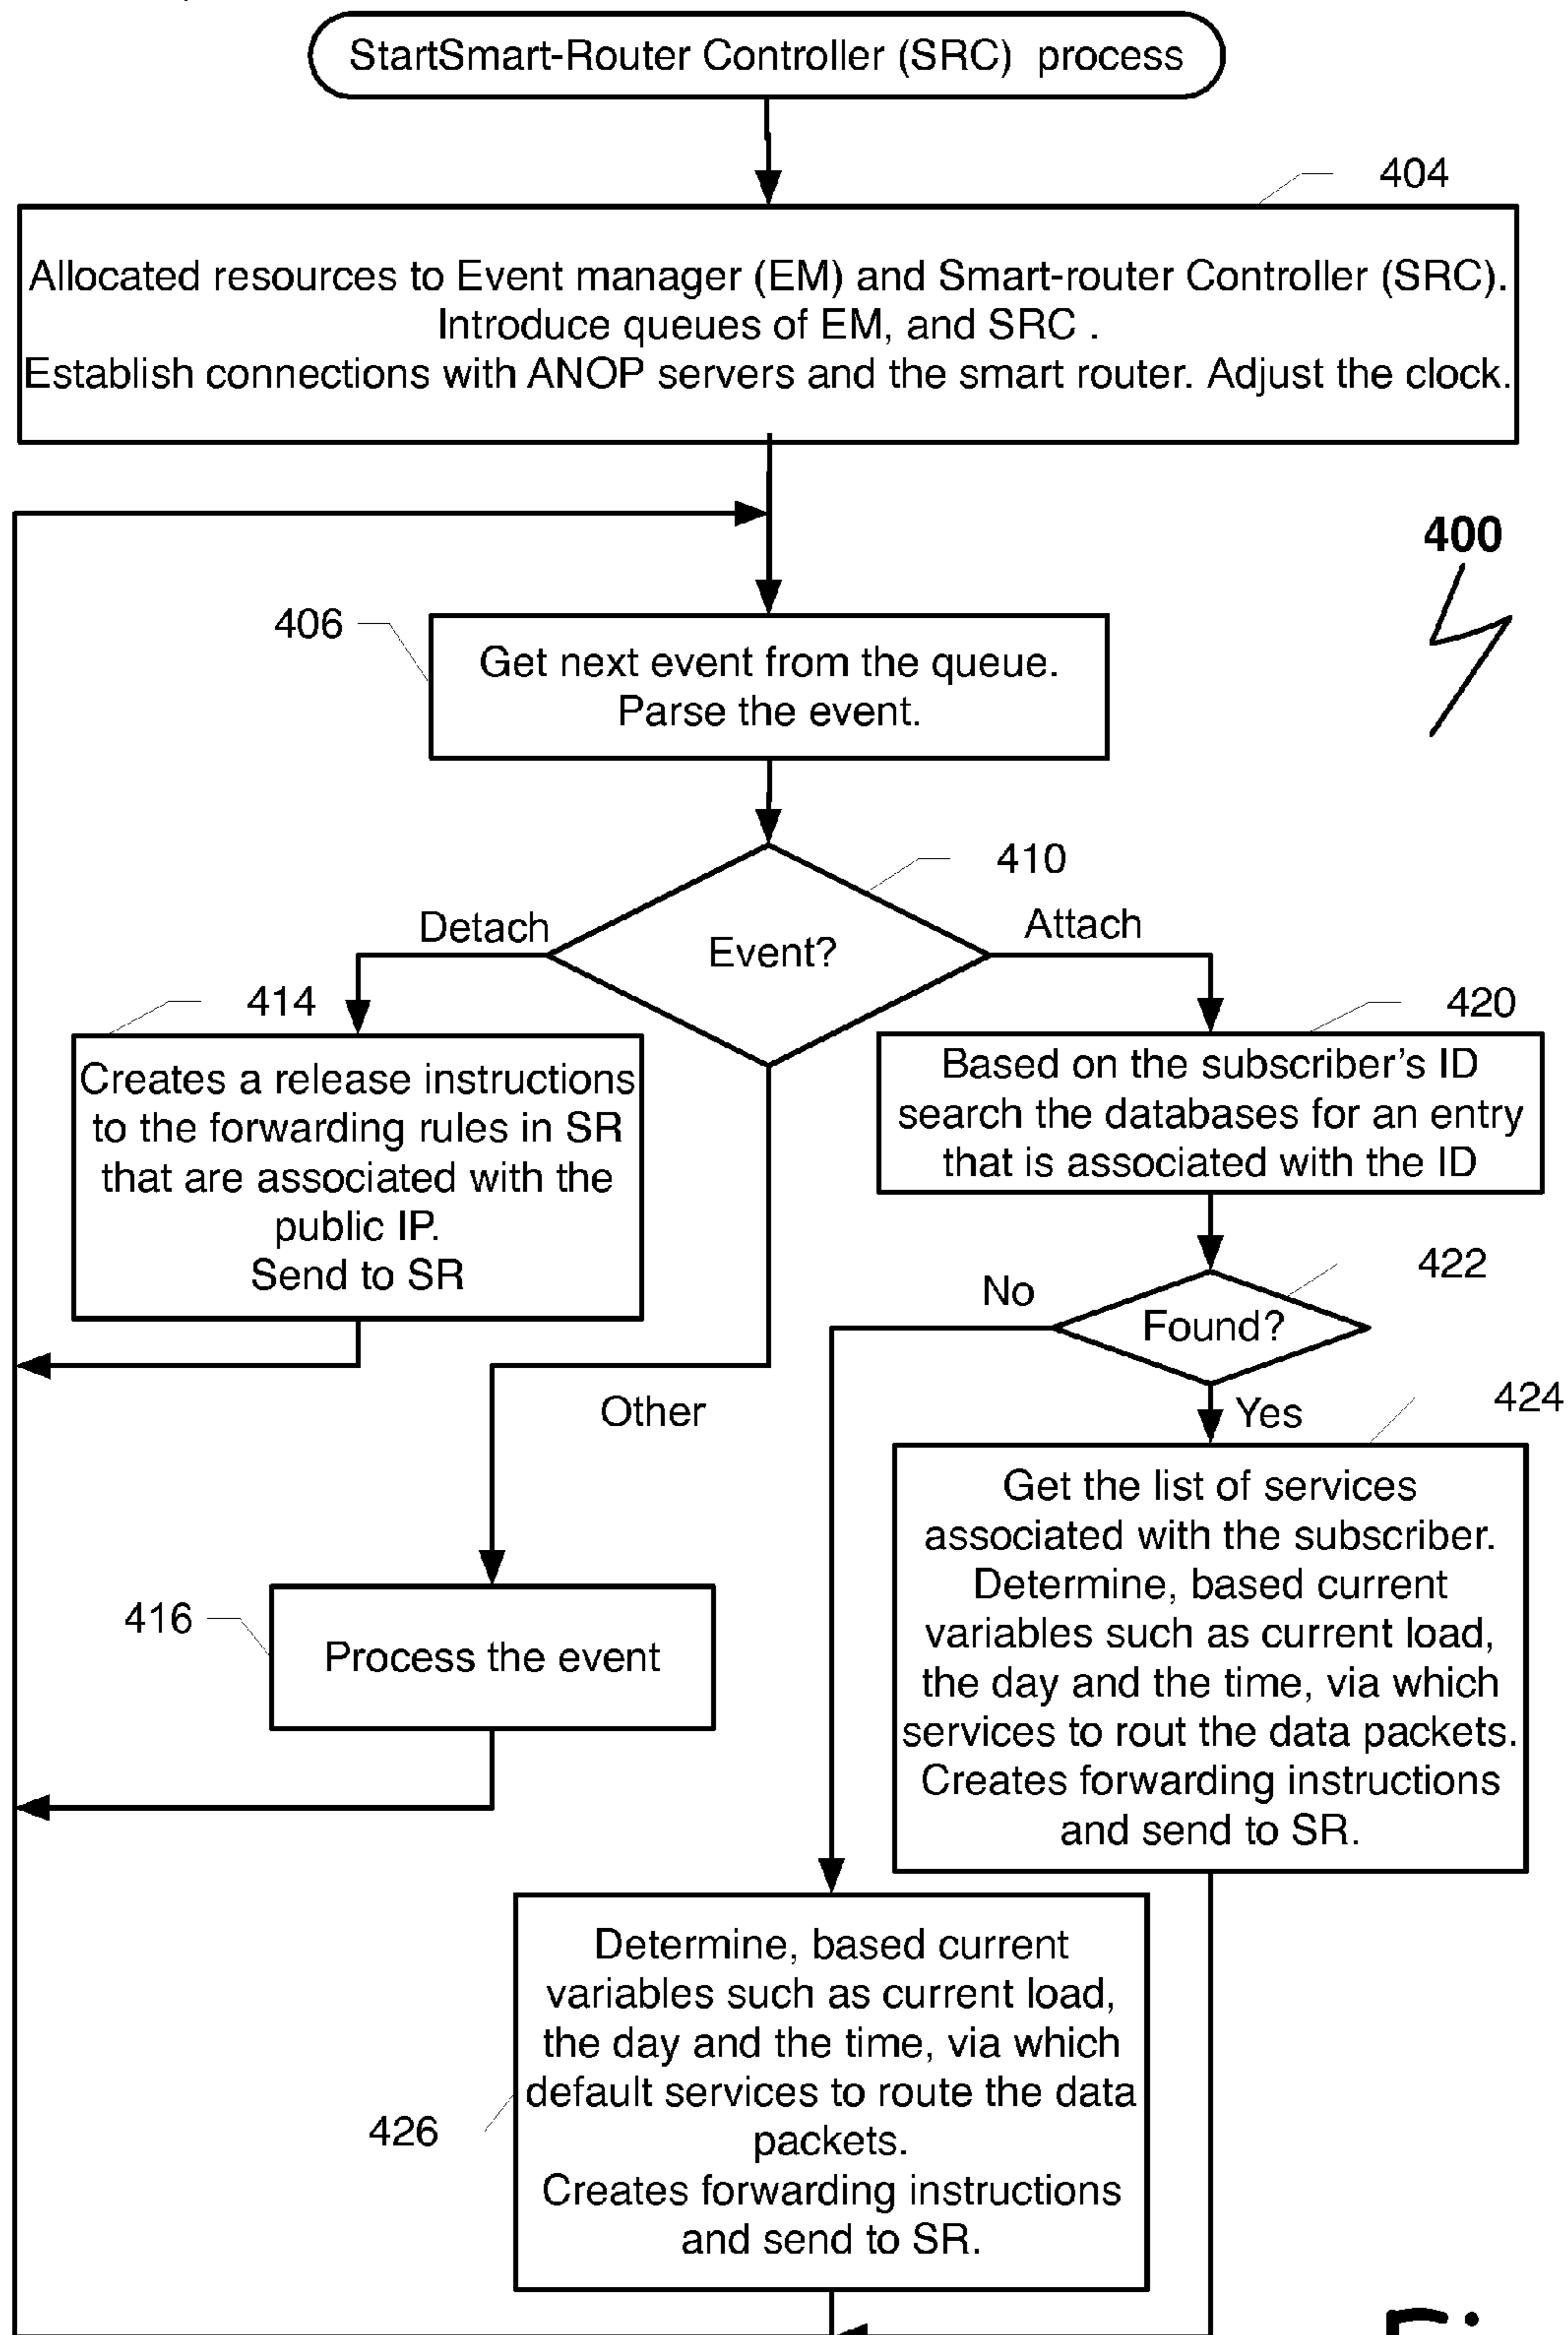 StartSmart-Router Controller (SRC) process
404
Allocated resources to Event manager (EM) and Smart-router Controller (SRC).
Introduce queues of EM, and SRC .
Establish connections with ANOP servers and the smart router. Adjust the clock.
400
406
Get next event from the queue.
Parse the event.
410
Event?
Detach
Attach
414
Creates a release instructions
to the forwarding rules in SR
that are associated with the
public IP.
Send to SR
420
Based on the subscriber's ID
search the databases for an entry
that is associated with the ID
422
No
Found?
Yes
424
Other
Get the list of services
associated with the subscriber.
Determine, based current
variables such as current load,
the day and the time, via which
services to rout the data packets.
Creates forwarding instructions
and send to SR.
416
Process the event
Determine, based current
variables such as current load,
the day and the time, via which
default services to route the data
packets.
Creates forwarding instructions
and send to SR.
426